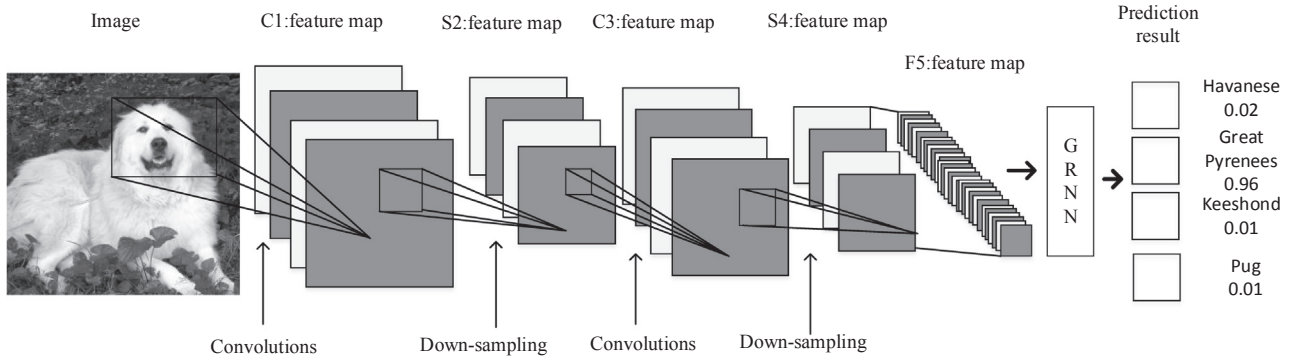 Image
C1:feature map
S2:feature map
C3:feature map
S4:feature map
Prediction
result
F5:feature map
G
R
N
N
Havanese
0.02
Great
Pyrenees
0.96
Keeshond
0.01
Pug
0.01
Convolutions
Down-sampling
Convolutions
Down-sampling